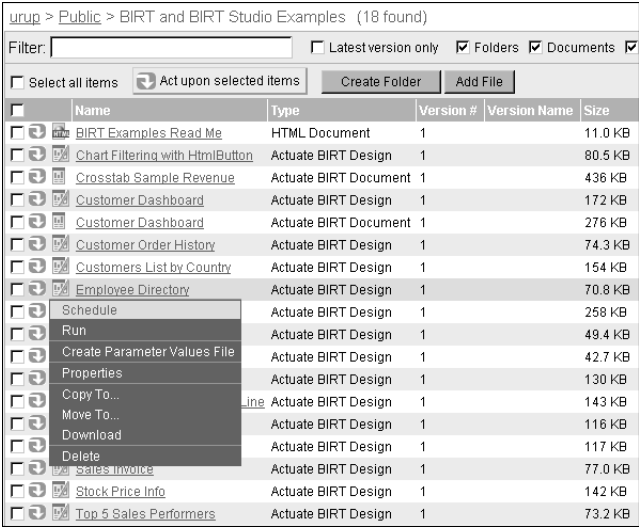 urup > Public > BIRT and BIRT Studio Examples (18 found)
Filter: Latest version only Folders Documents
Select all items Act upon selected items Create Folder Add File
Name Type Version # Version Name Size
BIRT Examples Read Me HTML Document 1 11.0 KB
Chart Filtering with HtmlButton Actuate BIRT Design 1 80.5 KB
Crosstab Sample Revenue Actuate BIRT Document 1 436 KB
Customer Dashboard Actuate BIRT Design 1 172 KB
Customer Dashboard Actuate BIRT Document 1 276 KB
Customer Order History Actuate BIRT Design 1 74.3 KB
Customers List by Country Actuate BIRT Design 1 154 KB
Employee Directory Actuate BIRT Design 1 70.8 KB
Schedule Actuate BIRT Design 1 258 KB
Run Actuate BIRT Design 1 49.4 KB
Create Parameter Values File Actuate BIRT Design 1 42.7 KB
Properties Actuate BIRT Design 1 130 KB
Copy To... Line Actuate BIRT Design 1 143 KB
Move To... Actuate BIRT Design 1 116 KB
Download Actuate BIRT Design 1 117 KB
Delete
Sales Invoice Actuate BIRT Design 1 77.0 KB
Stock Price Info Actuate BIRT Design 1 142 KB
Top 5 Sales Performers Actuate BIRT Design 1 73.2 KB